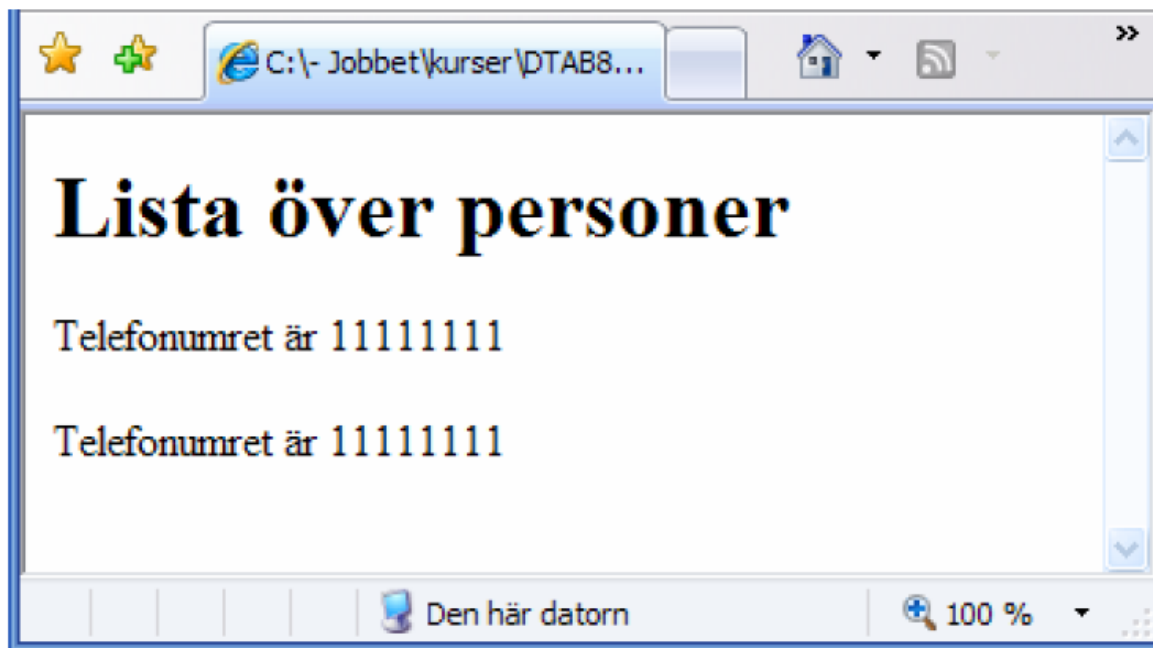 C:\- Jobbet\kurser\DTAB8...
Lista över personer
Telefonumret är 11111111
Telefonumret är 11111111
Den här datorn
100 %